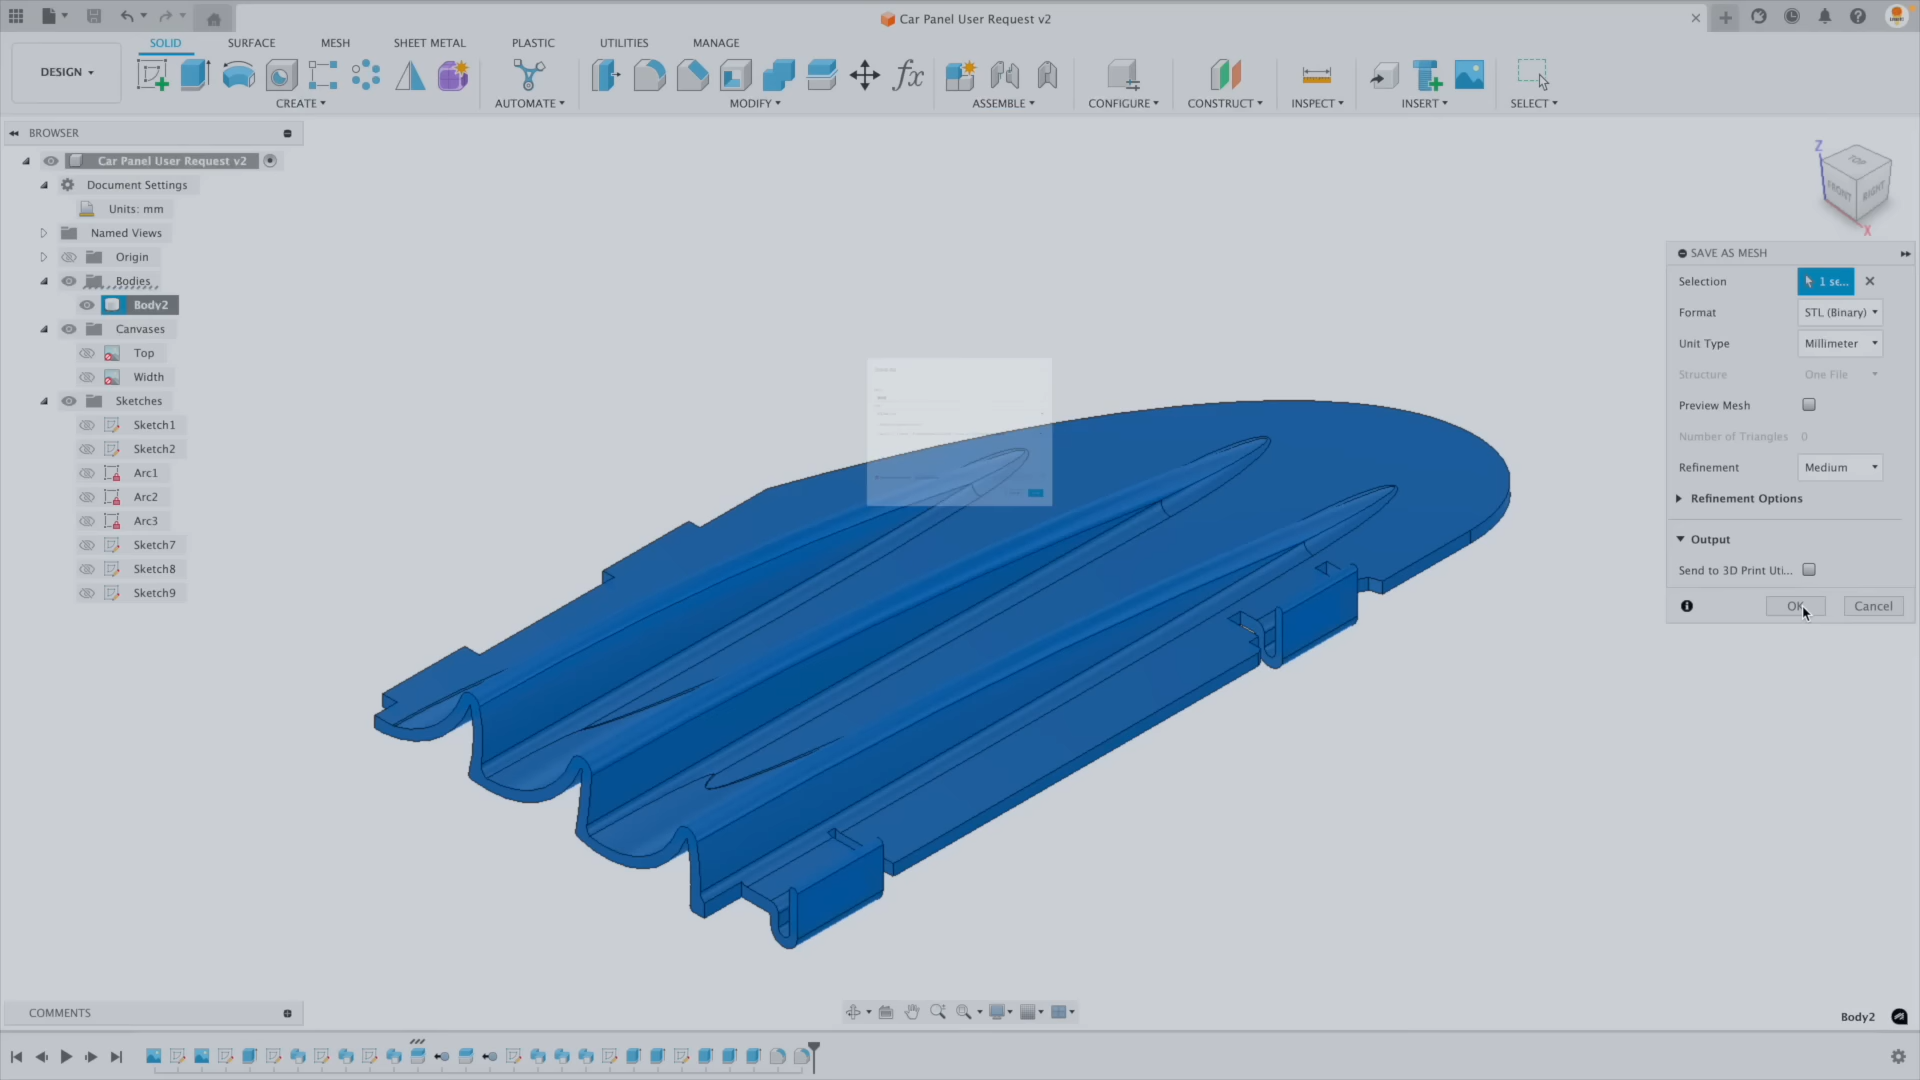 Car Panel User Request v2
DESIGN
SOLID
SURFACE
MESH
SHEET METAL
PLASTIC
UTILITIES
MANAGE
CREATE
AUTOMATE
fx
MODIFY
ASSEMBLE
CONFIGURE
CONSTRUCT
INSPECT
INSERT
SELECT
BROWSER
Car Panel User Request v2
Document Settings
Units: mm
Named Views
Origin
Bodies
Body2
Canvases
Top
Width
Sketches
Sketch1
Sketch2
Arc1
Arc2
Arc3
Sketch7
Sketch8
Sketch9
Z
TOP
FRONT
RIGHT
X
SAVE AS MESH
Selection
1 se...
Format
STL (Binary)
Unit Type
Millimeter
Structure
One File
Preview Mesh
Number of Triangles
0
Refinement
Medium
Refinement Options
Output
Send to 3D Print Uti...
OK
Cancel
COMMENTS
Body2